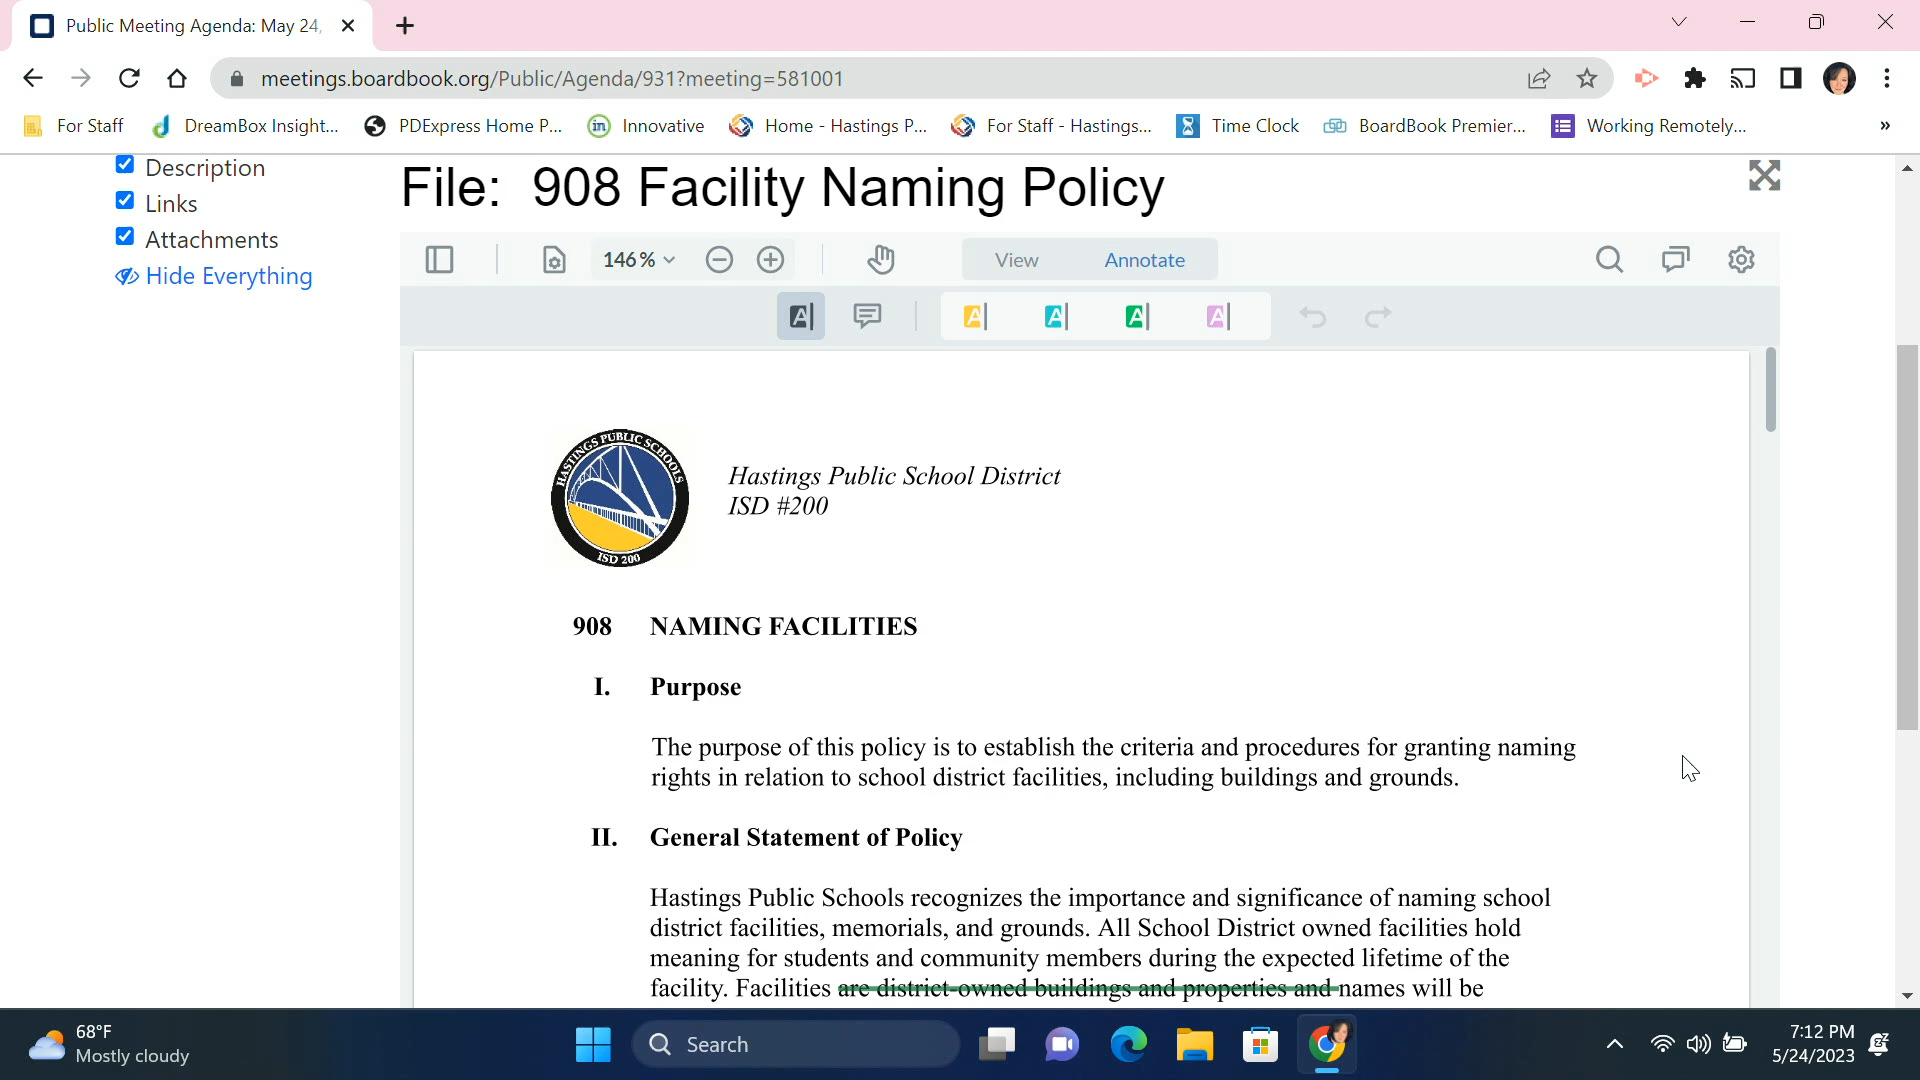 Public Meeting Agenda: May 24,
meetings.boardbook.org/Public/Agenda/931?meeting=581001
For Staff DreamBox Insight... PDExpress Home P... Innovative Home - Hastings P... For Staff - Hastings... Time Clock BoardBook Premier... Working Remotely... »
Description
Links
Attachments
Hide Everything
File: 908 Facility Naming Policy
146% View Annotate
A A A A A
HASTINGS PUBLIC SCHOOLS
ISD 200
Hastings Public School District
ISD #200
908 NAMING FACILITIES
I. Purpose
The purpose of this policy is to establish the criteria and procedures for granting naming
rights in relation to school district facilities, including buildings and grounds.
II. General Statement of Policy
Hastings Public Schools recognizes the importance and significance of naming school
district facilities, memorials, and grounds. All School District owned facilities hold
meaning for students and community members during the expected lifetime of the
facility. Facilities are district-owned buildings and properties and names will be
68°F
Mostly cloudy
Search
7:12 PM
5/24/2023